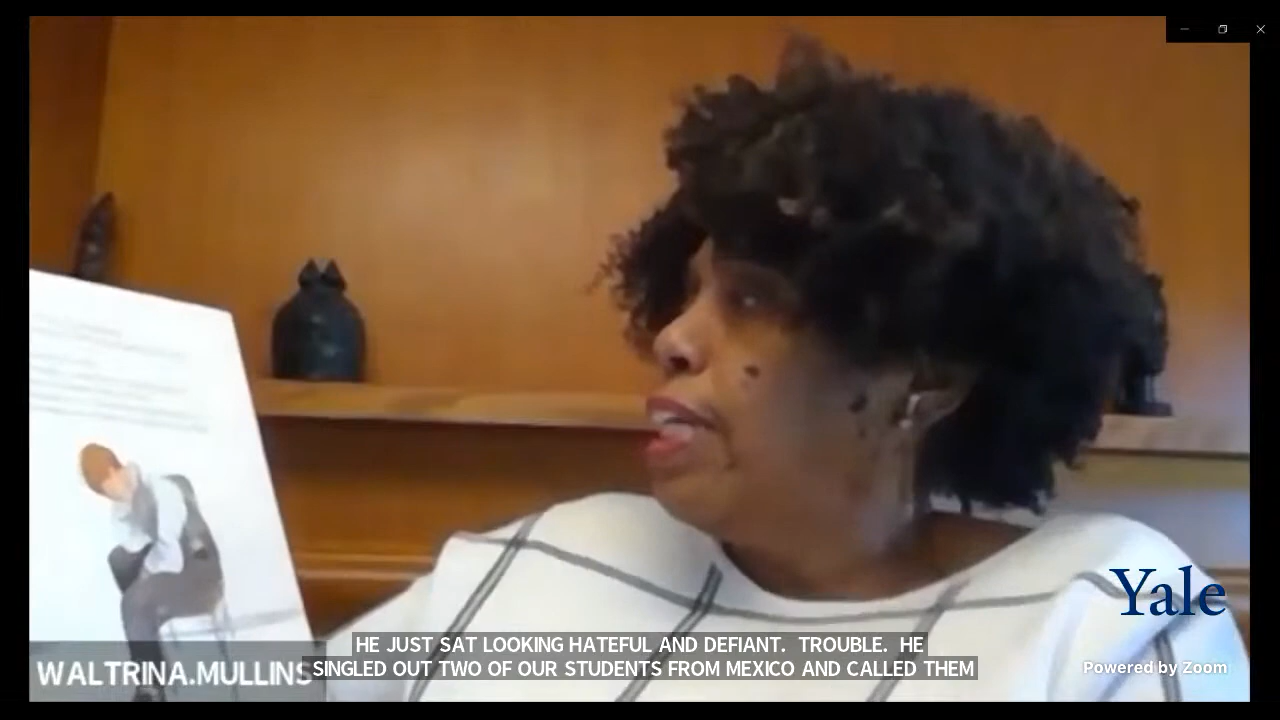 Yale
HE JUST SAT LOOKING HATEFUL AND DEFIANT. TROUBLE. HE
SINGLED OUT TWO OF OUR STUDENTS FROM MEXICO AND CALLED THEM
WALTRINA.MULLINS
Powered by Zoom